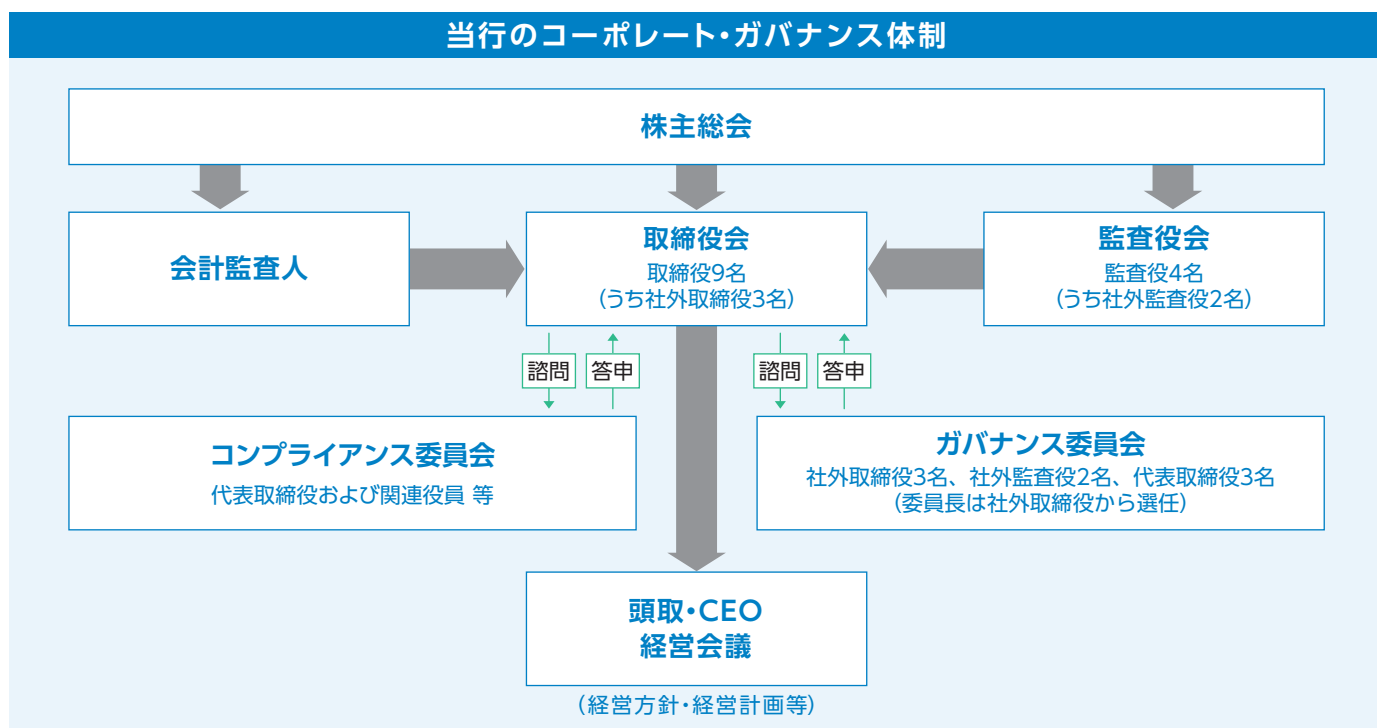 当行のコーポレート・ガバナンス体制
株主総会
会計監査人
取締役会
取締役9名
(うち社外取締役3名)
監査役会
監査役4名
(うち社外監査役2名)
諮問
答申
諮問
答申
コンプライアンス委員会
代表取締役および関連役員 等
ガバナンス委員会
社外取締役3名、社外監査役2名、代表取締役3名
(委員長は社外取締役から選任)
頭取・CEO
経営会議
(経営方針・経営計画等)